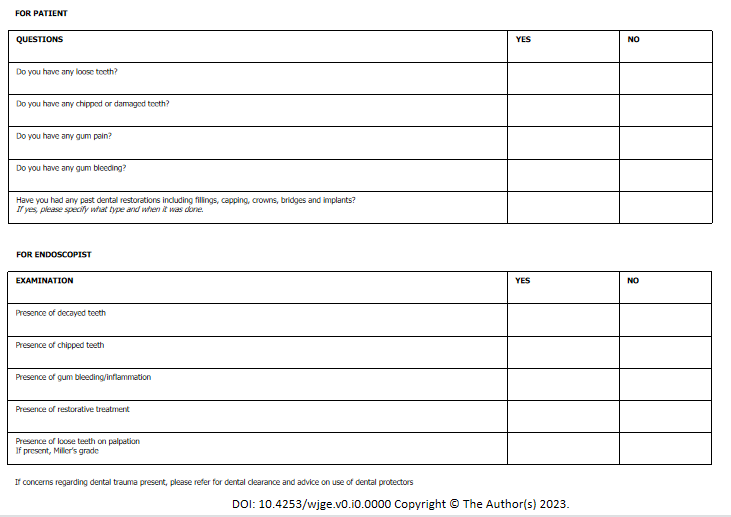 FOR PATIENT
QUESTIONS YES NO
Do you have any loose teeth?
Do you have any chipped or damaged teeth?
Do you have any gum pain?
Do you have any gum bleeding?
Have you had any past dental restorations including fillings, capping, crowns, bridges and implants?
If yes, please specify what type and when it was done.
FOR ENDOSCOPIST
EXAMINATION YES NO
Presence of decayed teeth
Presence of chipped teeth
Presence of gum bleeding/inflammation
Presence of restorative treatment
Presence of loose teeth on palpation
If present, Miller's grade
If concerns regarding dental trauma present, please refer for dental clearance and advice on use of dental protectors
DOI: 10.4253/wjge.v0.i0.0000 Copyright © The Author(s) 2023.